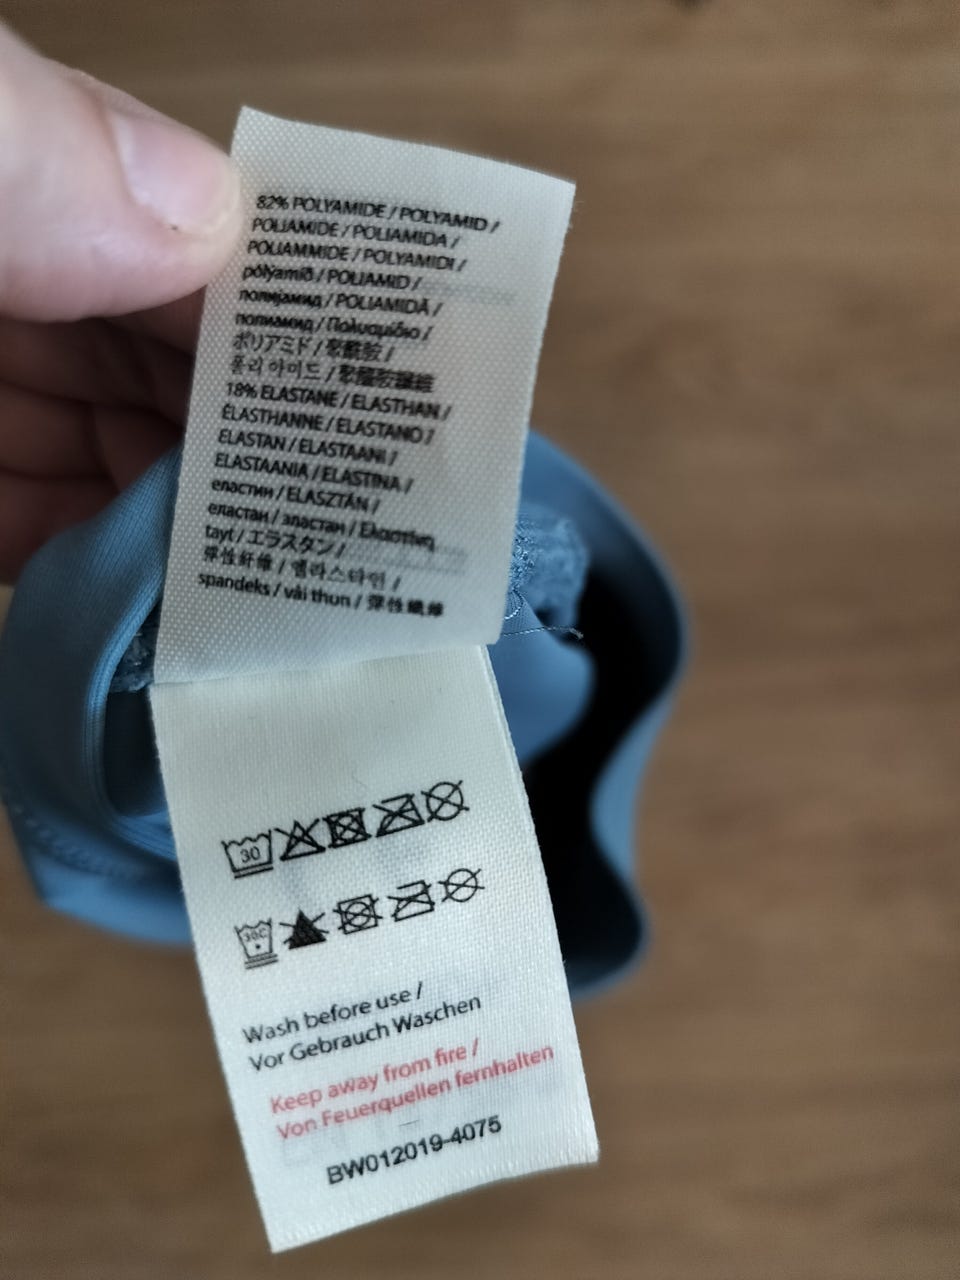 82% POLYAMIDE / POLYAMID /
POLIAMIDE / POLIAMIDA /
POLIAMMIDE / POLYAMIDI /
pólýamíð / POLIAMID /
полијамид / POLIAMIDĂ /
полиамид / Πολυαμίδιο /
ポリアミド / 聚酰胺 /
폴리 아미드 / 聚醯胺纖維
18% ELASTANE / ELASTHAN /
ÉLASTHANNE / ELASTANO /
ELASTAN / ELASTAANI /
ELASTAANIA / ELASTINA /
еластин / ELASZTÁN /
еластан / эластан / Ελαστίνη
tayt / エラスタン /
弹性纤维 / 엘라스타인 /
spandeks / vải thun / 彈性纖維
30
30C
Wash before use /
Vor Gebrauch Waschen
Keep away from fire /
Von Feuerquellen fernhalten
BW012019-4075